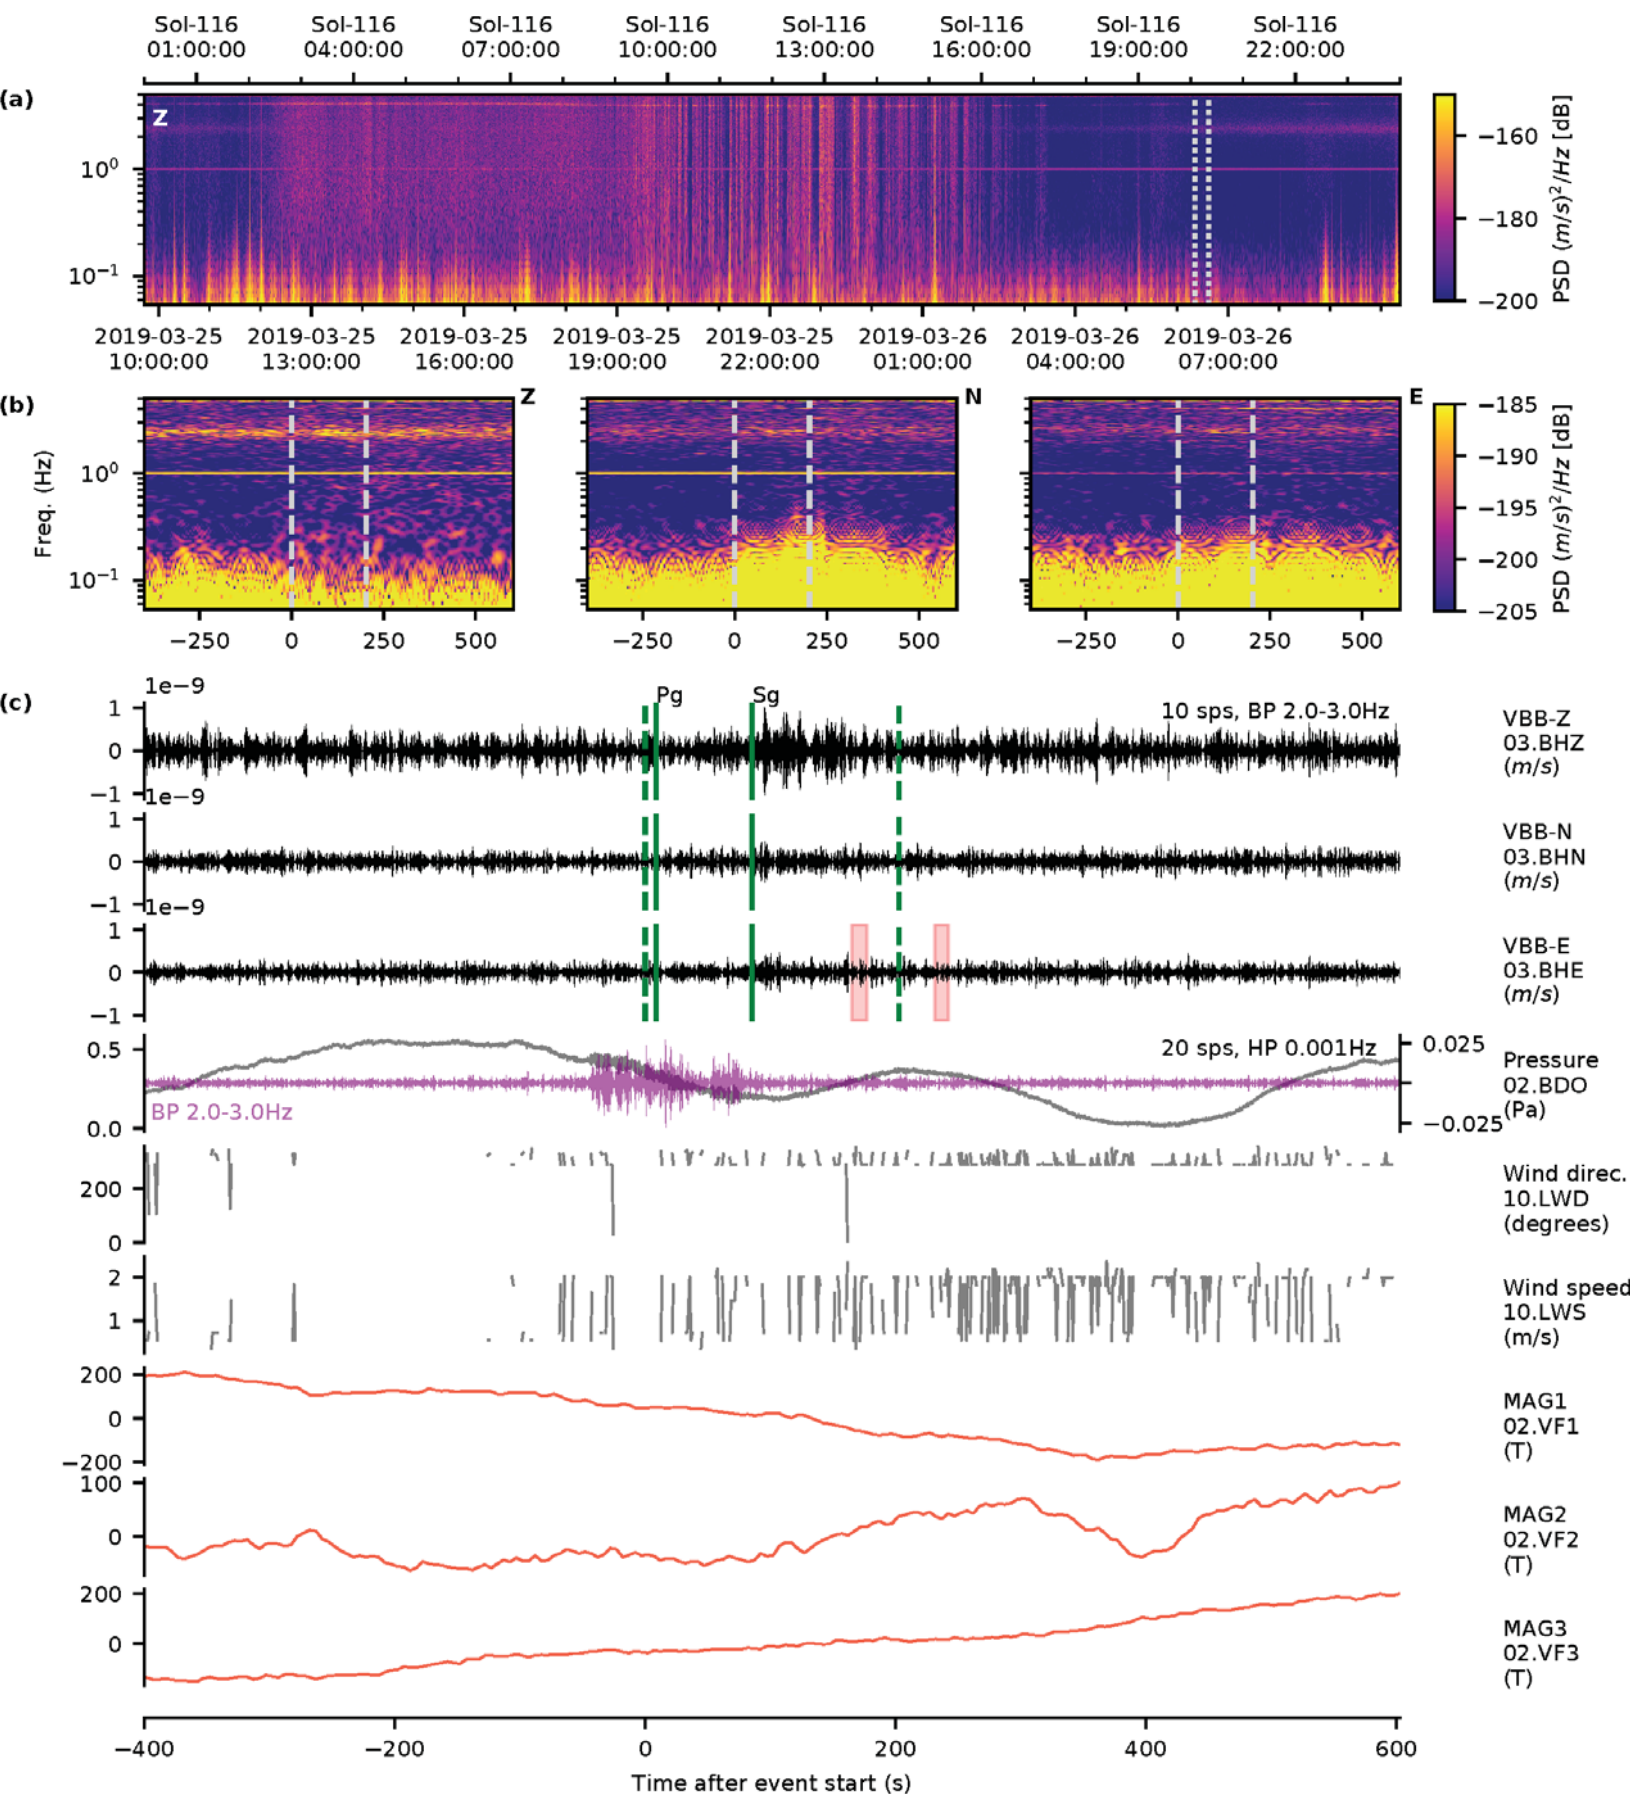 Sol-116 Sol-116 Sol-116 Sol-116 Sol-116 Sol-116 Sol-116 Sol-116
01:00:00 04:00:00 07:00:00 10:00:00 13:00:00 16:00:00 19:00:00 22:00:00
(a)
Z
10⁰
10⁻¹
−160
−180
−200
PSD (m/s)²/Hz [dB]
2019-03-25 2019-03-25 2019-03-25 2019-03-25 2019-03-25 2019-03-26 2019-03-26 2019-03-26
10:00:00 13:00:00 16:00:00 19:00:00 22:00:00 01:00:00 04:00:00 07:00:00
(b)
Z
N
E
Freq. (Hz)
10⁰
10⁻¹
−185
−190
−195
−200
−205
PSD (m/s)²/Hz [dB]
−250 0 250 500
−250 0 250 500
−250 0 250 500
(c)
1e−9
Pg
Sg
10 sps, BP 2.0-3.0Hz
1
0
−1
VBB-Z
03.BHZ
(m/s)
1e−9
1
0
−1
VBB-N
03.BHN
(m/s)
1e−9
1
0
−1
VBB-E
03.BHE
(m/s)
0.5
0.0
20 sps, HP 0.001Hz
BP 2.0-3.0Hz
0.025
−0.025
Pressure
02.BDO
(Pa)
200
0
Wind direc.
10.LWD
(degrees)
2
1
Wind speed
10.LWS
(m/s)
200
0
−200
MAG1
02.VF1
(T)
100
0
MAG2
02.VF2
(T)
200
0
MAG3
02.VF3
(T)
−400 −200 0 200 400 600
Time after event start (s)